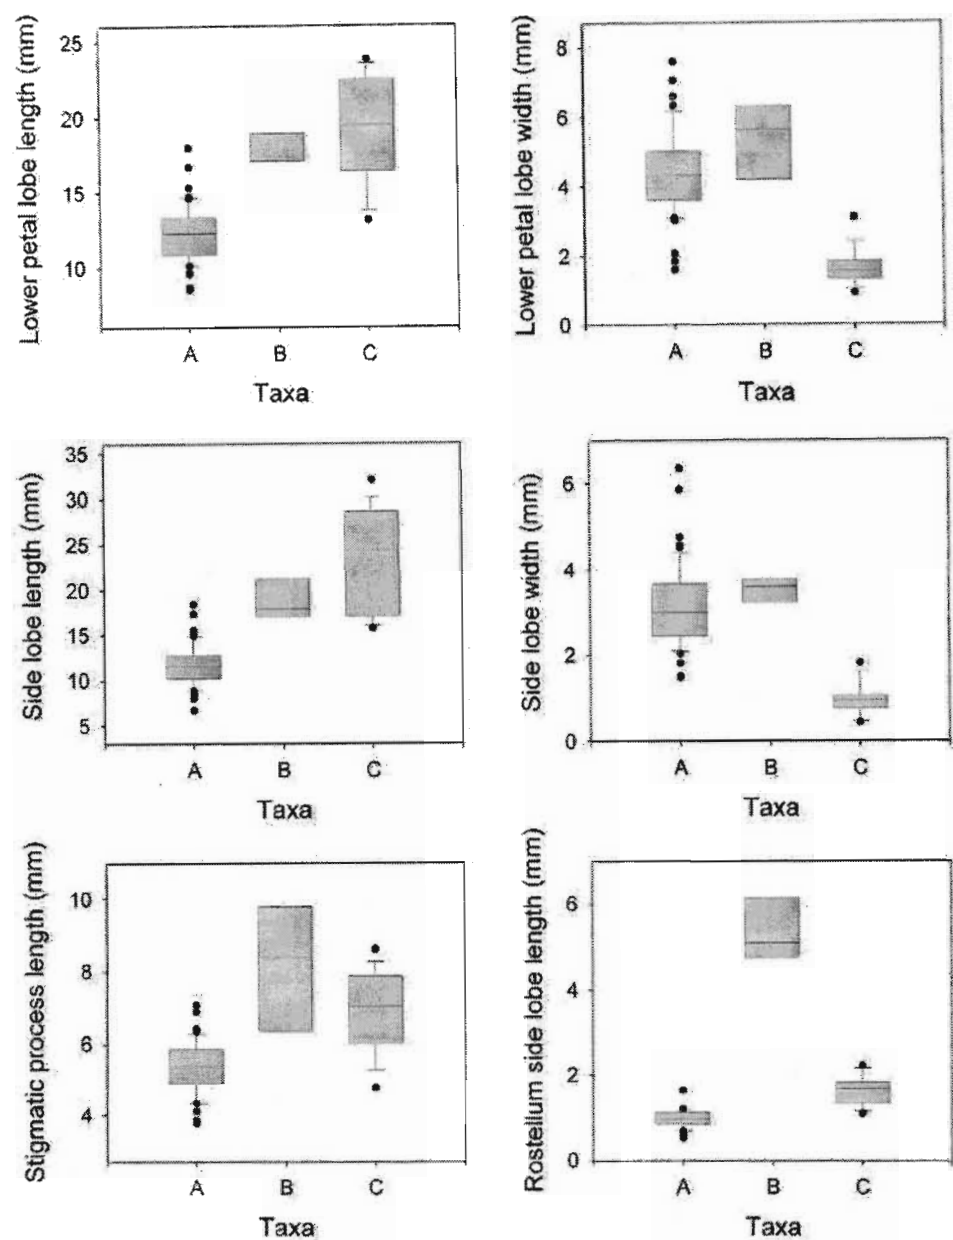 Lower petal lobe length (mm)
25
20
15
10
A B C
Taxa
Lower petal lobe width (mm)
8
6
4
2
0
A B C
Taxa
Side lobe length (mm)
35
30
25
20
15
10
5
A B C
Taxa
Side lobe width (mm)
6
4
2
0
A B C
Taxa
Stigmatic process length (mm)
10
8
6
4
A B C
Taxa
Rostellum side lobe length (mm)
6
4
2
0
A B C
Taxa